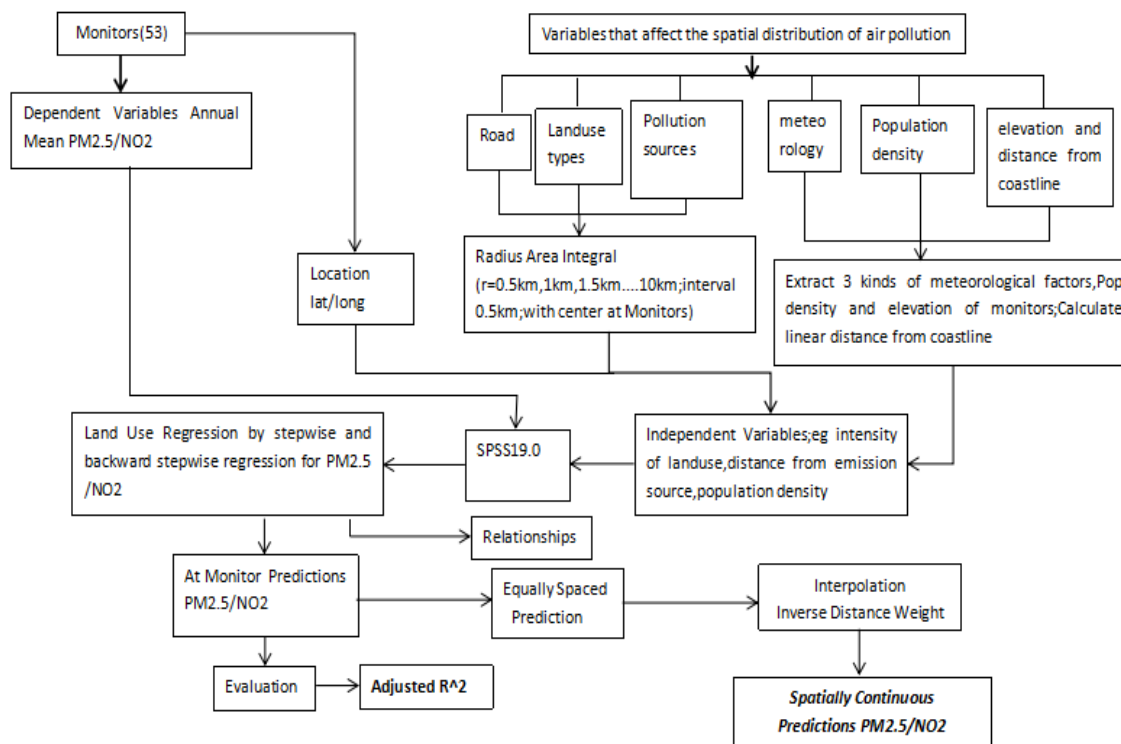 Monitors(53)
Variables that affect the spatial distribution of air pollution
Dependent Variables Annual
Mean PM2.5/NO2
Road
Landuse
types
Pollution
sources
meteo
rology
Population
density
elevation and
distance from
coastline
Location
lat/long
Radius Area Integral
(r=0.5km,1km,1.5km....10km;interval
0.5km;with center at Monitors)
Extract 3 kinds of meteorological factors,Pop
density and elevation of monitors;Calculate
linear distance from coastline
Land Use Regression by stepwise and
backward stepwise regression for PM2.5
/NO2
SPSS19.0
Independent Variables;eg intensity
of landuse,distance from emission
source,population density
Relationships
At Monitor Predictions
PM2.5/NO2
Equally Spaced
Prediction
Interpolation
Inverse Distance Weight
Evaluation
Adjusted R^2
Spatially Continuous
Predictions PM2.5/NO2